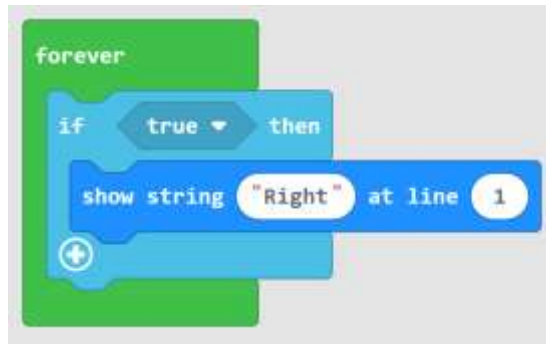 forever
if true then
show string "Right" at line 1